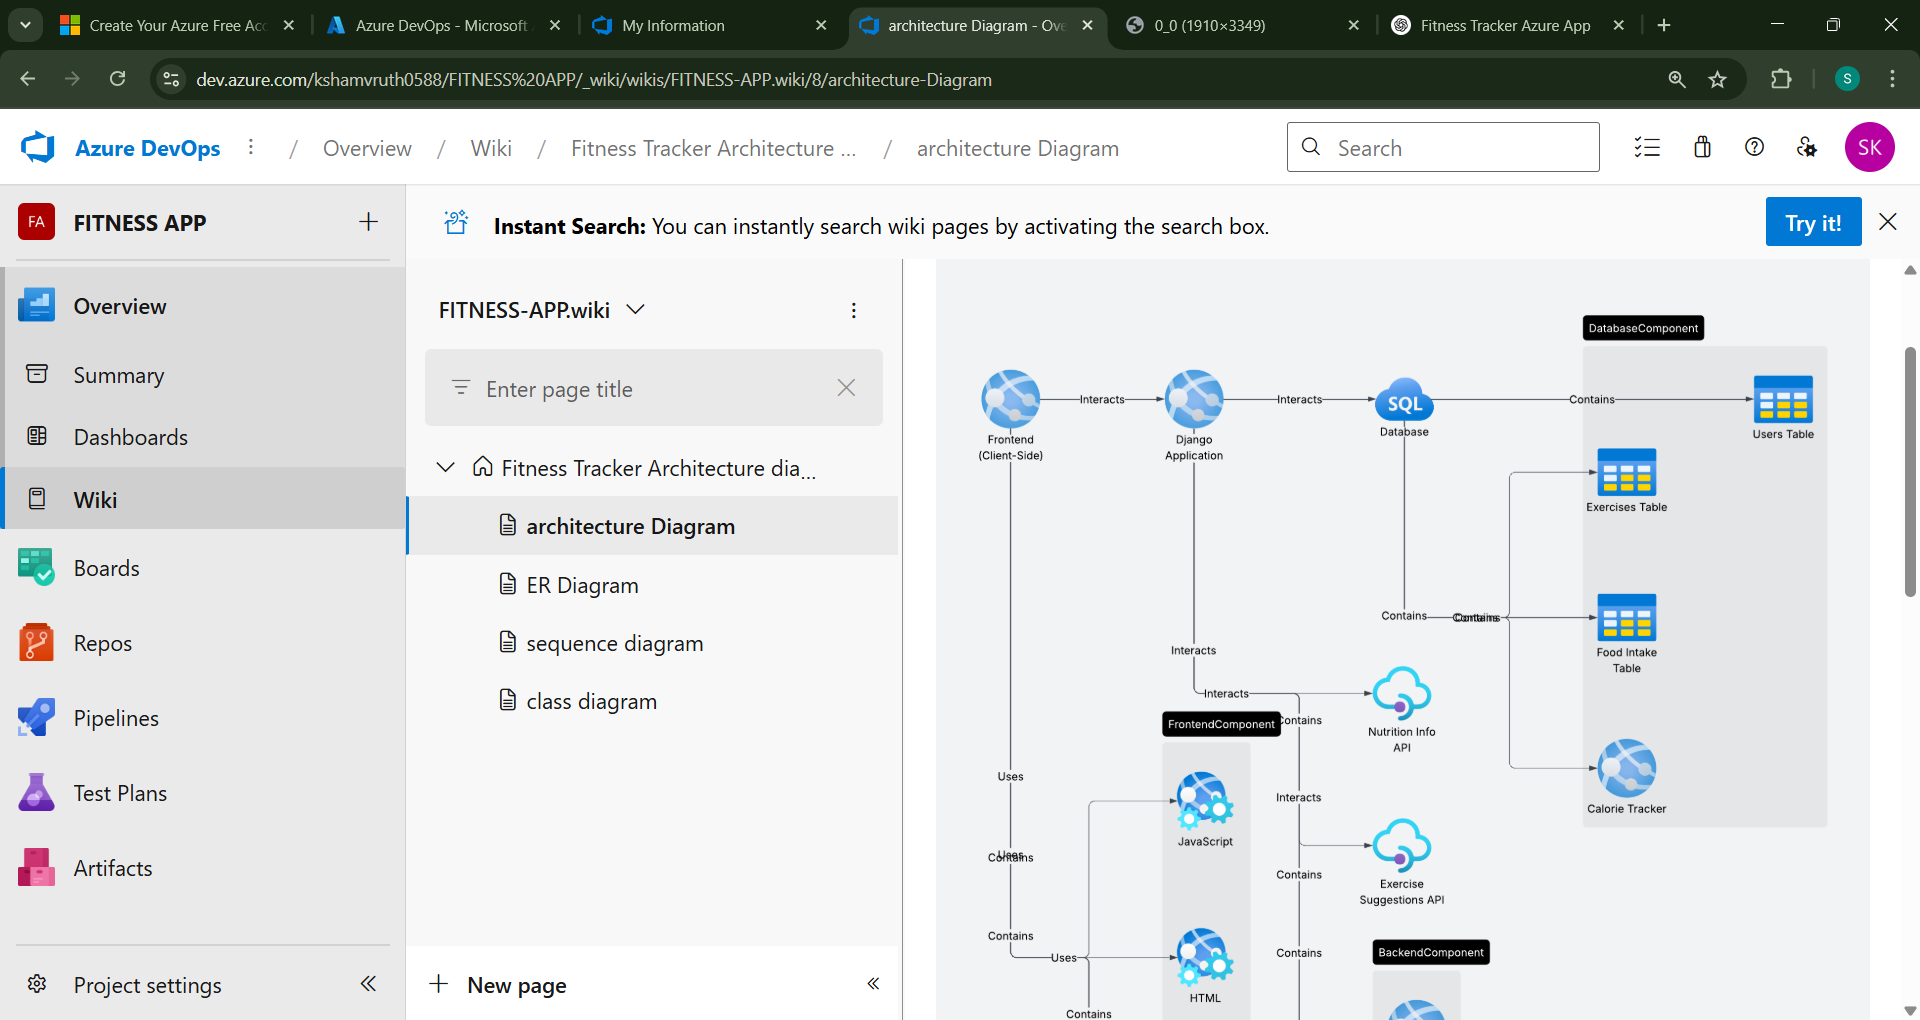 Create Your Azure Free Acc
Azure DevOps - Microsoft
My Information
architecture Diagram - Ove
0_0 (1910×3349)
Fitness Tracker Azure App
dev.azure.com/kshamvruth0588/FITNESS%20APP/_wiki/wikis/FITNESS-APP.wiki/8/architecture-Diagram
S
Azure DevOps / Overview / Wiki / Fitness Tracker Architecture ... / architecture Diagram
Search
SK
FA
FITNESS APP
Overview
Summary
Dashboards
Wiki
Boards
Repos
Pipelines
Test Plans
Artifacts
Project settings
Instant Search: You can instantly search wiki pages by activating the search box.
Try it!
FITNESS-APP.wiki
Enter page title
Fitness Tracker Architecture dia...
architecture Diagram
ER Diagram
sequence diagram
class diagram
New page
DatabaseComponent
Interacts
Interacts
SQL
Contains
Frontend
(Client-Side)
Django
Application
Database
Users Table
Exercises Table
Contains
Contains
Food Intake
Table
Interacts
Interacts
FrontendComponent
Contains
Nutrition Info
API
Uses
Interacts
Calorie Tracker
JavaScript
Uses
Contains
Contains
Exercise
Suggestions API
Contains
Contains
BackendComponent
Uses
HTML
Contains